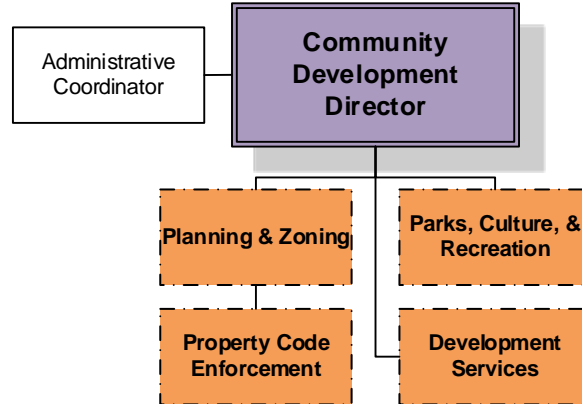 Administrative
Coordinator
Community
Development
Director
Planning & Zoning
Parks, Culture, &
Recreation
Property Code
Enforcement
Development
Services